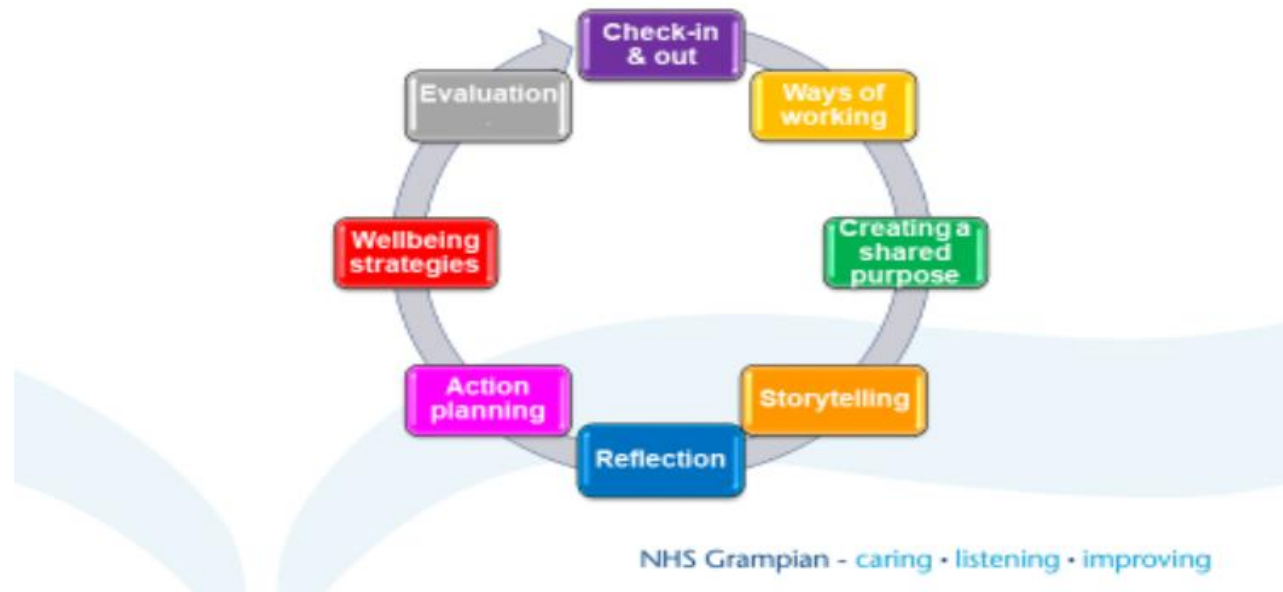 Check-in
& out
Ways of
working
Creating a
shared
purpose
Storytelling
Reflection
Action
planning
Wellbeing
strategies
Evaluation
NHS Grampian - caring • listening • improving